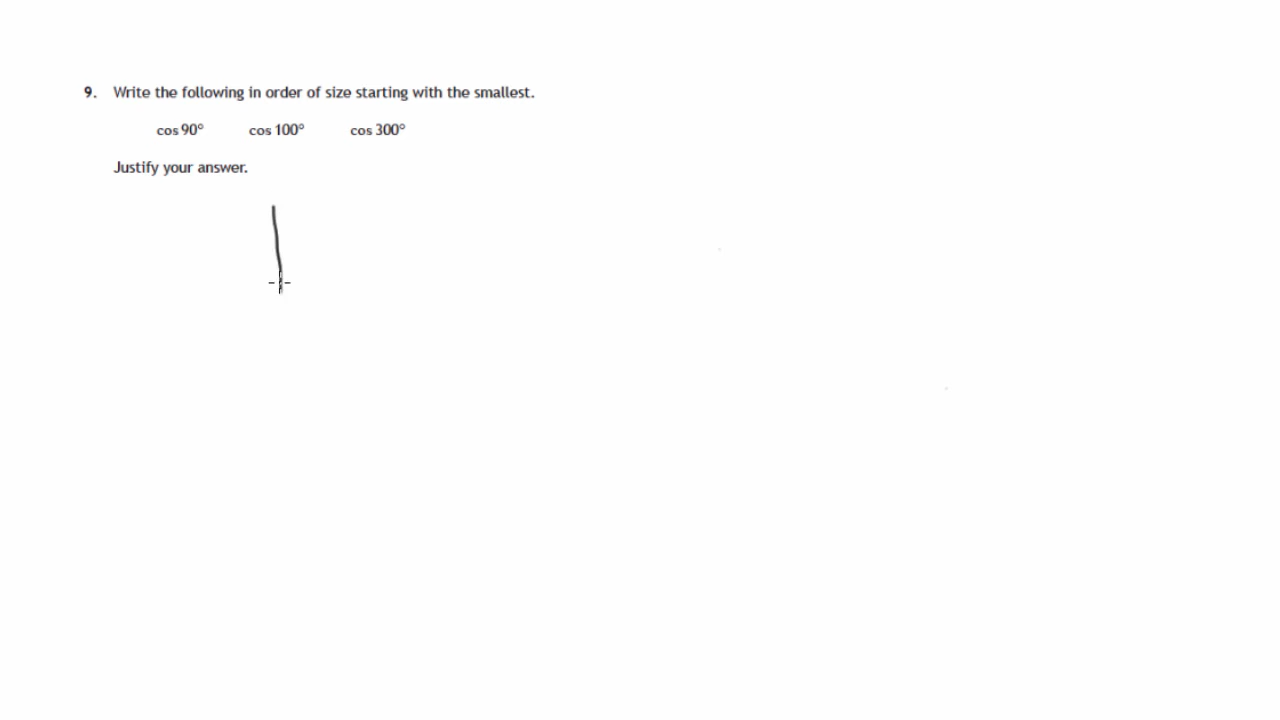 9. Write the following in order of size starting with the smallest.
cos 90° cos 100° cos 300°
Justify your answer.